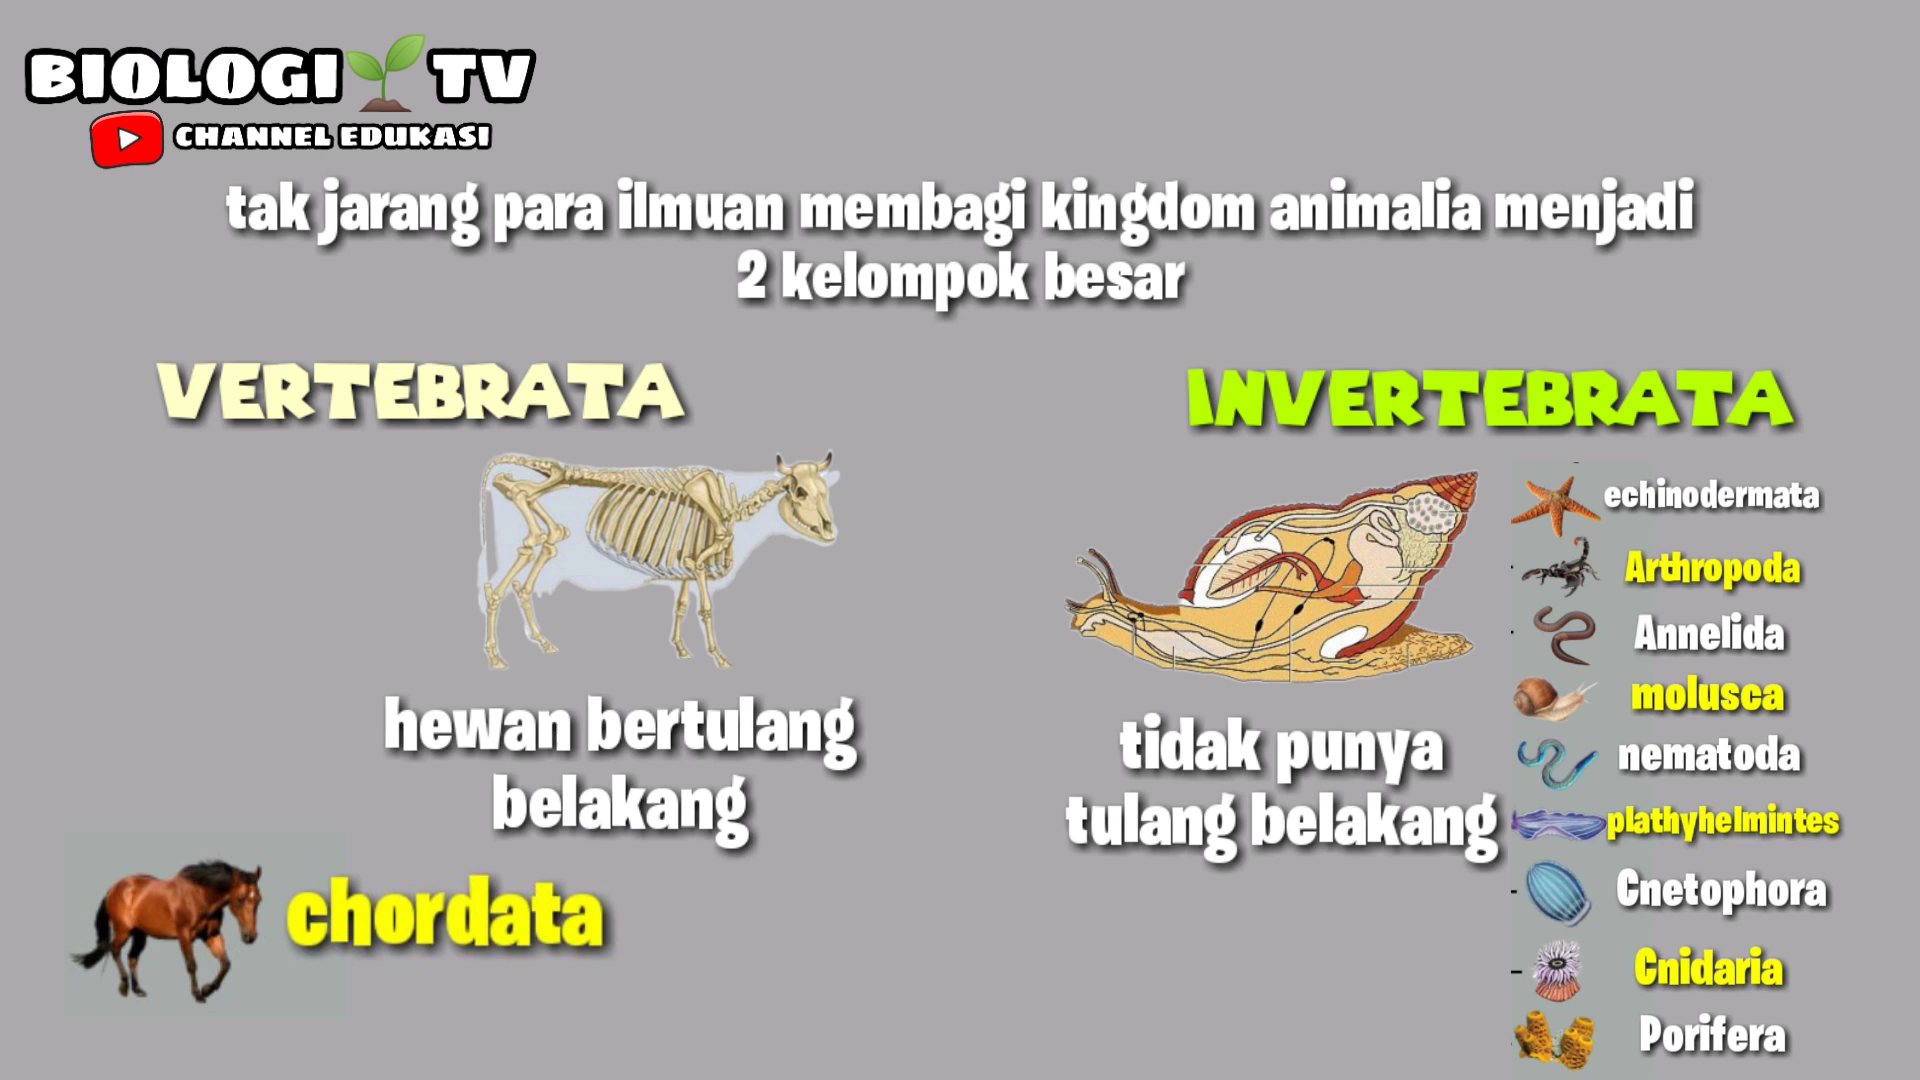 BIOLOGI TV
CHANNEL EDUKASI
tak jarang para ilmuan membagi kingdom animalia menjadi
2 kelompok besar
VERTEBRATA
hewan bertulang
belakang
chordata
INVERTEBRATA
tidak punya
tulang belakang
echinodermata
Arthropoda
Annelida
molusca
nematoda
plathyhelmintes
Cnetophora
Cnidaria
Porifera